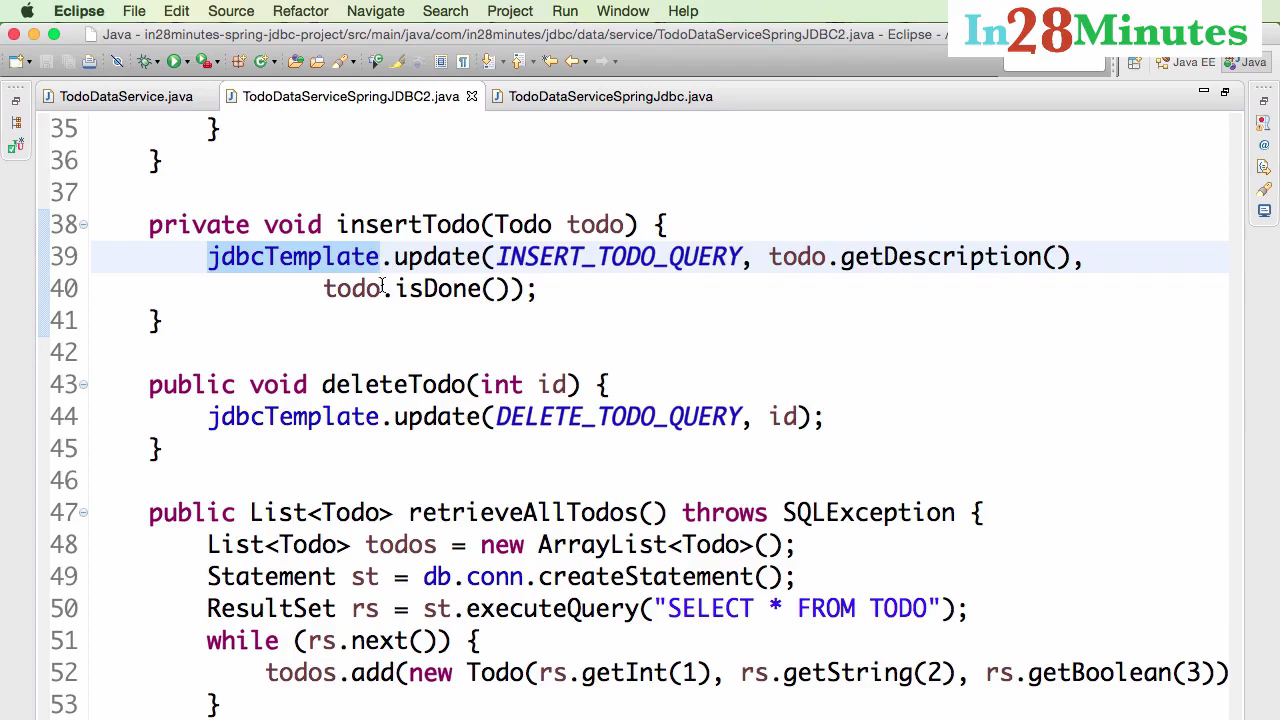 Eclipse File Edit Source Refactor Navigate Search Project Run Window Help
In28Minutes
Java - in28minutes-spring-jdbc-project/src/main/java/com/in28minutes/jdbc/data/service/TodoDataServiceSpringJDBC2.java - Eclipse -
Java EE Java
TodoDataService.java TodoDataServiceSpringJDBC2.java TodoDataServiceSpringJdbc.java
35 }
36 }
37
38 private void insertTodo(Todo todo) {
39 jdbcTemplate.update(INSERT_TODO_QUERY, todo.getDescription(),
40 todo.isDone());
41 }
42
43 public void deleteTodo(int id) {
44 jdbcTemplate.update(DELETE_TODO_QUERY, id);
45 }
46
47 public List<Todo> retrieveAllTodos() throws SQLException {
48 List<Todo> todos = new ArrayList<Todo>();
49 Statement st = db.conn.createStatement();
50 ResultSet rs = st.executeQuery("SELECT * FROM TODO");
51 while (rs.next()) {
52 todos.add(new Todo(rs.getInt(1), rs.getString(2), rs.getBoolean(3))
53 }